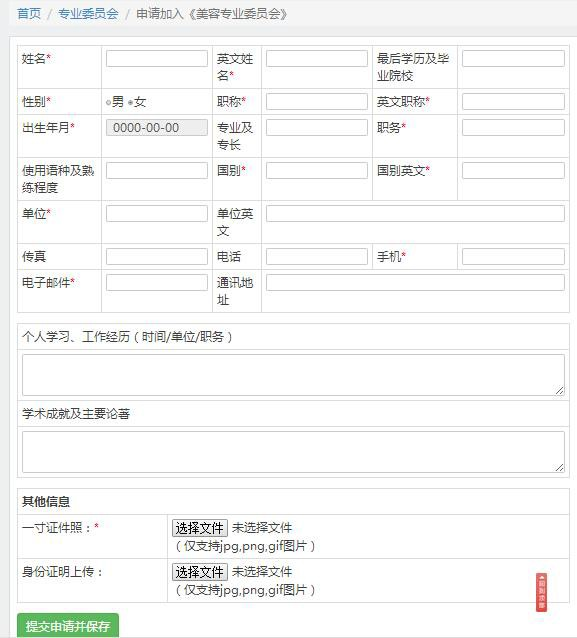 首页 / 专业委员会 / 申请加入《美容专业委员会》
姓名*
英文姓
名*
最后学历及毕
业院校
性别*
男 女
职称*
英文职称*
出生年月*
0000-00-00
专业及
专长
职务*
使用语种及熟
练程度
国别*
国别英文*
单位*
单位英
文
传真
电话
手机*
电子邮件*
通讯地
址
个人学习、工作经历（时间/单位/职务）
学术成就及主要论著
其他信息
一寸证件照：*
选择文件 未选择文件
（仅支持jpg,png,gif图片）
身份证明上传：
选择文件 未选择文件
（仅支持jpg,png,gif图片）
回到顶部
提交申请并保存